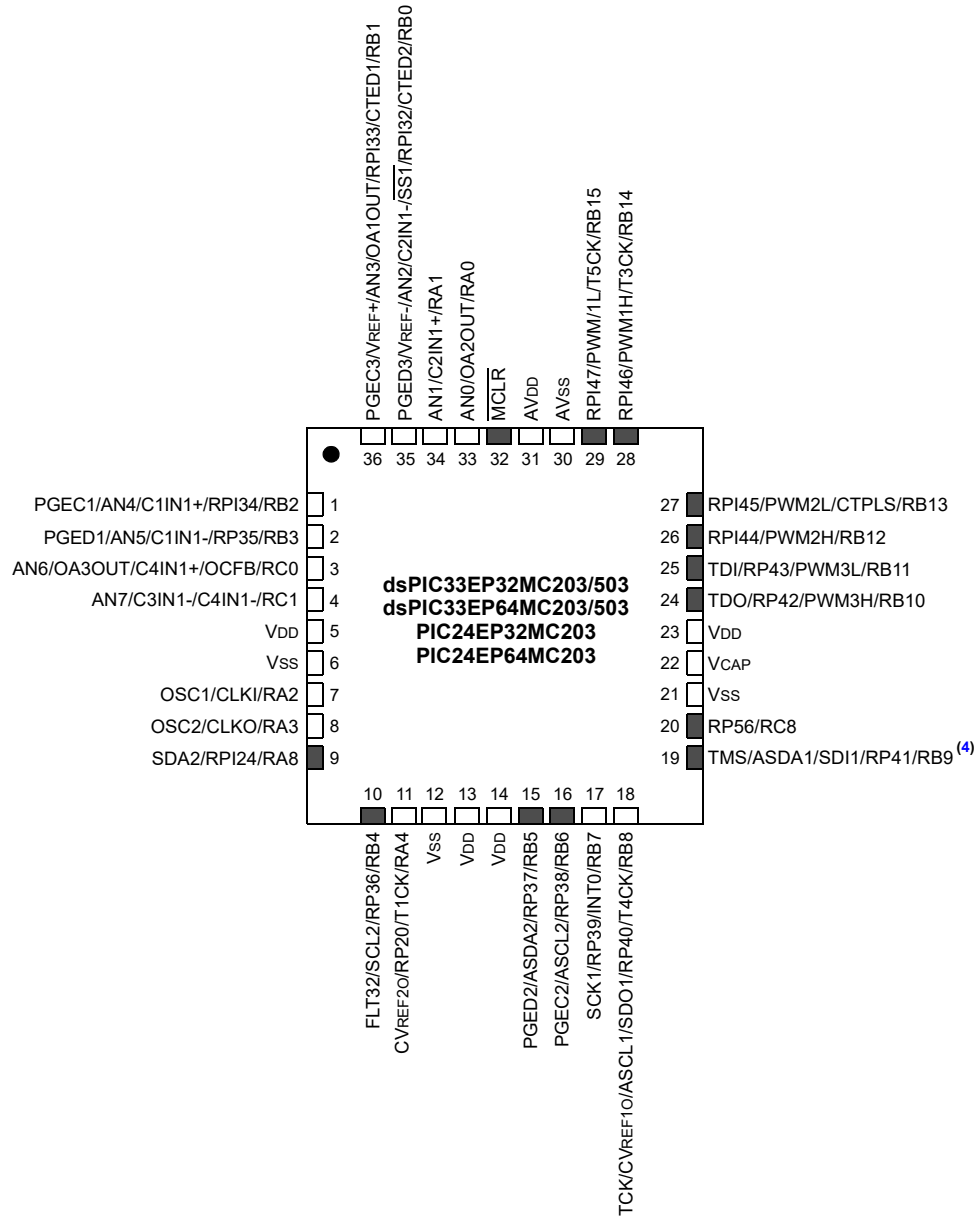 PGEC3/VREF+/AN3/OA1OUT/RPI33/CTED1/RB1
PGED3/VREF-/AN2/C2IN1-/SS1/RPI32/CTED2/RB0
AN1/C2IN1+/RA1
AN0/OA2OUT/RA0
MCLR
AVDD
AVSS
RPI47/PWM/1L/T5CK/RB15
RPI46/PWM1H/T3CK/RB14
36 35 34 33 32 31 30 29 28
PGEC1/AN4/C1IN1+/RPI34/RB2 1
PGED1/AN5/C1IN1-/RP35/RB3 2
AN6/OA3OUT/C4IN1+/OCFB/RC0 3
AN7/C3IN1-/C4IN1-/RC1 4
VDD 5
VSS 6
OSC1/CLKI/RA2 7
OSC2/CLKO/RA3 8
SDA2/RPI24/RA8 9
dsPIC33EP32MC203/503
dsPIC33EP64MC203/503
PIC24EP32MC203
PIC24EP64MC203
27 RPI45/PWM2L/CTPLS/RB13
26 RPI44/PWM2H/RB12
25 TDI/RP43/PWM3L/RB11
24 TDO/RP42/PWM3H/RB10
23 VDD
22 VCAP
21 VSS
20 RP56/RC8
19 TMS/ASDA1/SDI1/RP41/RB9(4)
10 11 12 13 14 15 16 17 18
FLT32/SCL2/RP36/RB4
CVREF2O/RP20/T1CK/RA4
VSS
VDD
VDD
PGED2/ASDA2/RP37/RB5
PGEC2/ASCL2/RP38/RB6
SCK1/RP39/INT0/RB7
TCK/CVREF1O/ASCL1/SDO1/RP40/T4CK/RB8